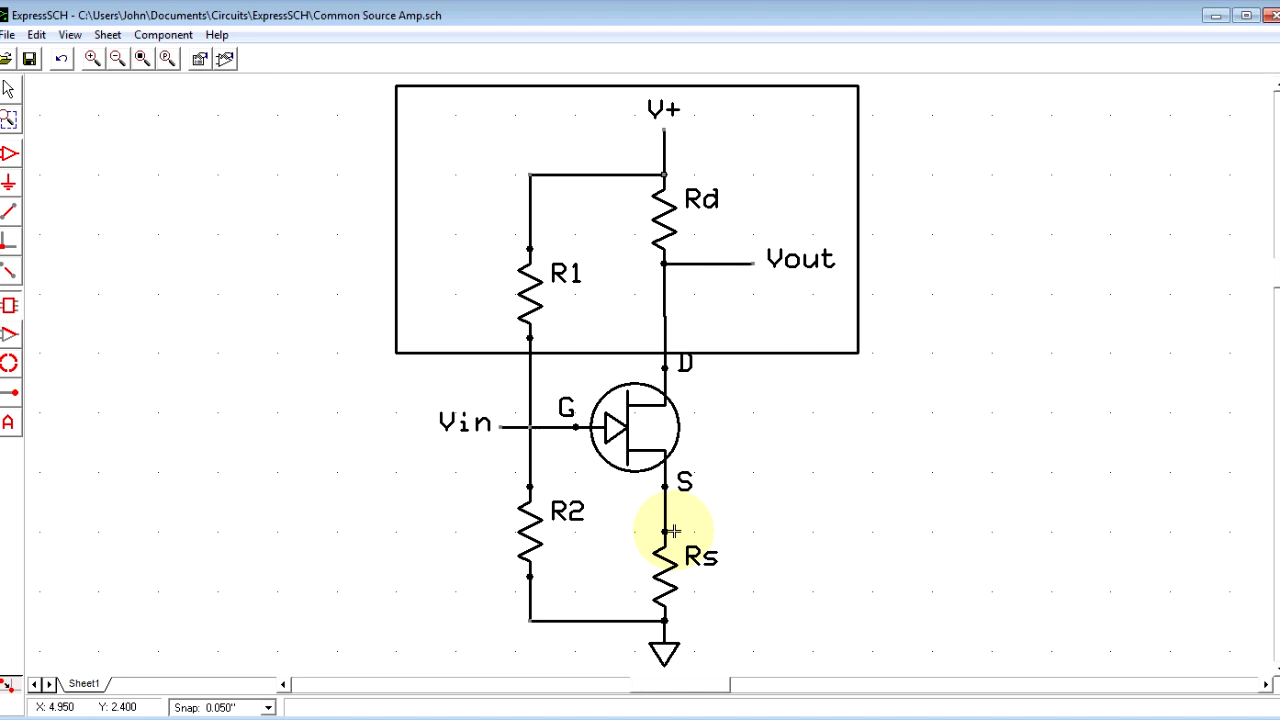 ExpressSCH - C:\Users\John\Documents\Circuits\ExpressSCH\Common Source Amp.sch
File Edit View Sheet Component Help
V+
Rd
Vout
R1
D
G
Vin
S
R2
Rs
Sheet1
X: 4.950 Y: 2.400 Snap: 0.050"
A